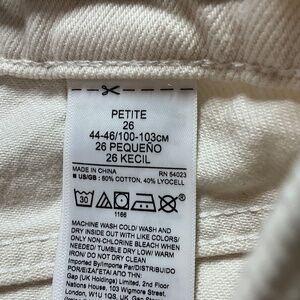 PETITE
26
44-46/100-103CM
26 PEQUEÑO
26 KECIL
MADE IN CHINA RN 54023
■ US/GB : 60% COTTON, 40% LYOCELL
30
1166
MACHINE WASH COLD/ WASH AND
DRY INSIDE OUT WITH LIKE COLORS/
ONLY NON-CHLORINE BLEACH WHEN
NEEDED/ TUMBLE DRY LOW/ WARM
IRON/ DO NOT DRY CLEAN
Imported By/Importe Par/DISTRIBUIDO
POR/ΕΙΣΑΓΕΤΑΙ ΑΠΟ ΤΗΝ:
Gap (UK Holdings) Limited, 2nd Floor
Nations House, 103 Wigmore Street,
London, W1U 1QS, UK